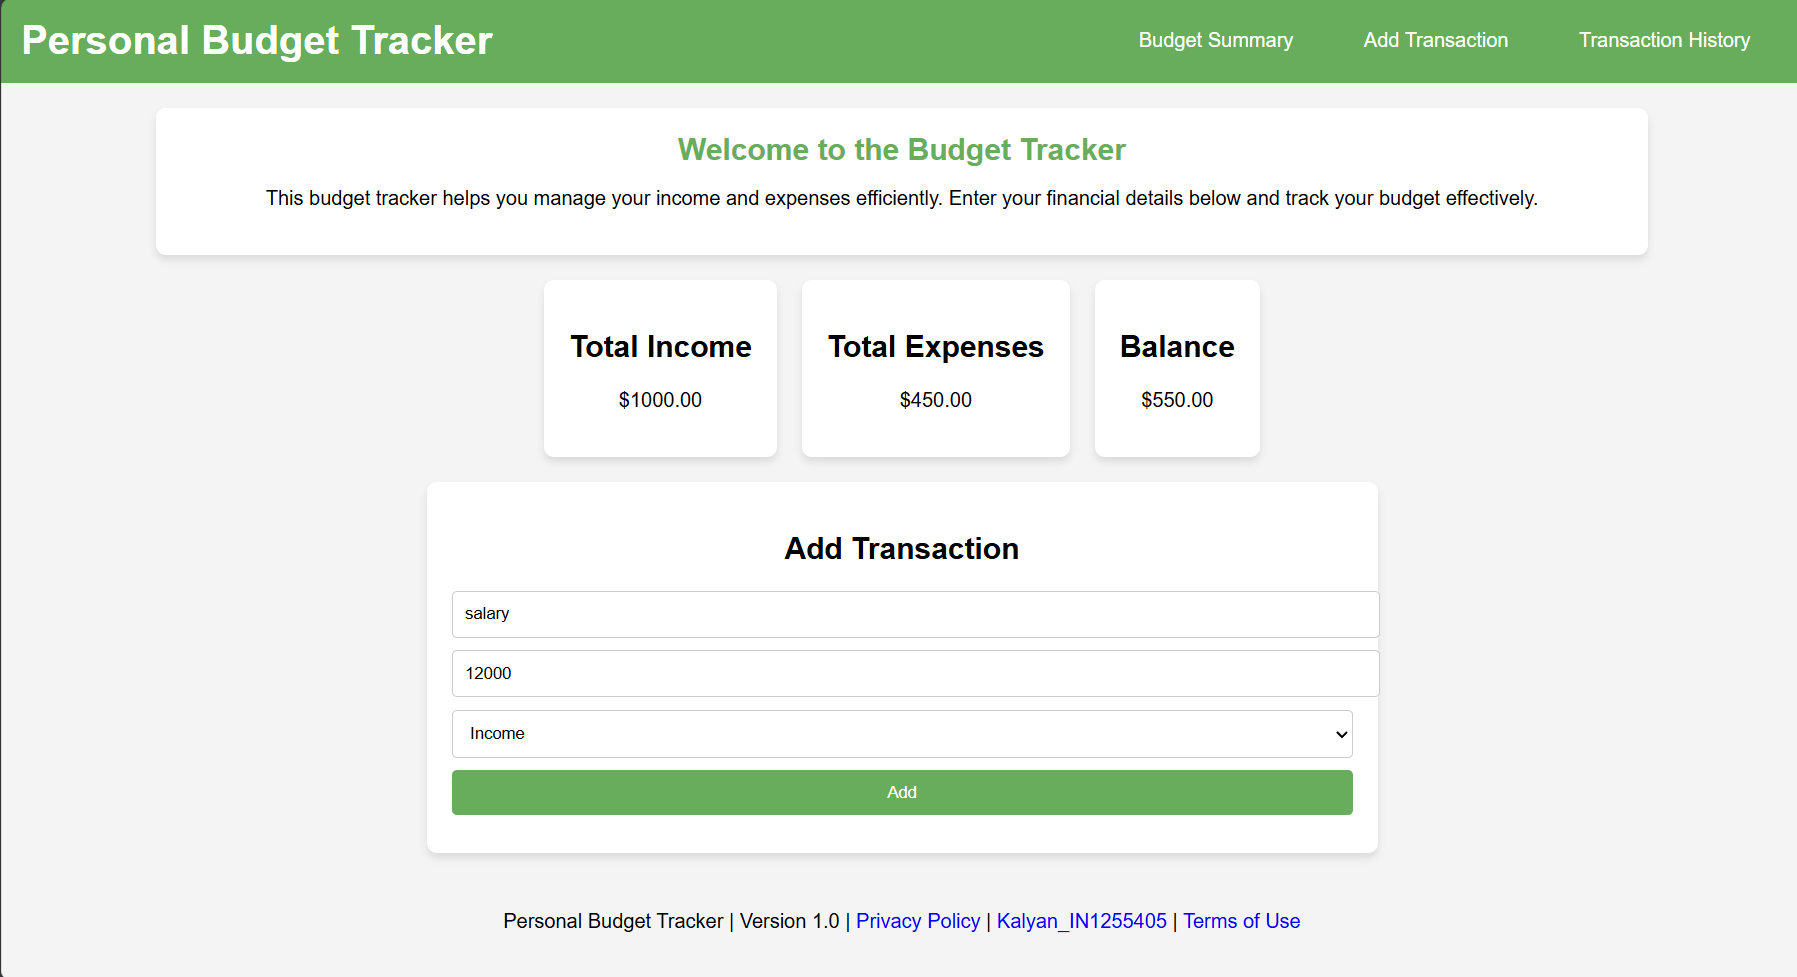 Personal Budget Tracker
Budget Summary
Add Transaction
Transaction History
Welcome to the Budget Tracker
This budget tracker helps you manage your income and expenses efficiently. Enter your financial details below and track your budget effectively.
Total Income
$1000.00
Total Expenses
$450.00
Balance
$550.00
Add Transaction
salary
12000
Income
Add
Personal Budget Tracker | Version 1.0 | Privacy Policy | Kalyan_IN1255405 | Terms of Use